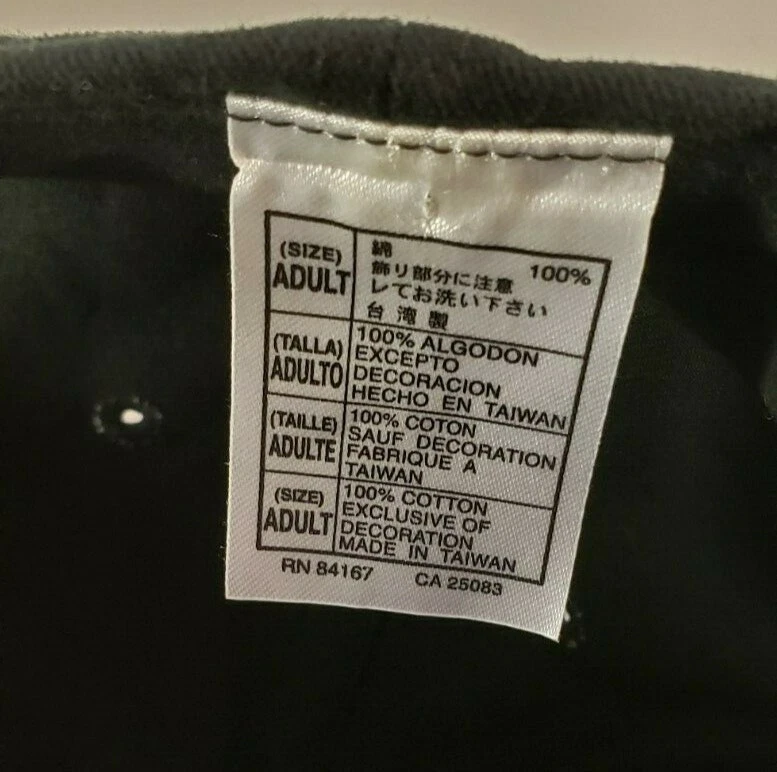 (SIZE)
ADULT
綿 100%
飾り部分に注意
レてお洗い下さい
台湾製
(TALLA)
ADULTO
100% ALGODON
EXCEPTO
DECORACION
HECHO EN TAIWAN
(TAILLE)
ADULTE
100% COTON
SAUF DECORATION
FABRIQUE A
TAIWAN
(SIZE)
ADULT
100% COTTON
EXCLUSIVE OF
DECORATION
MADE IN TAIWAN
RN 84167 CA 25083